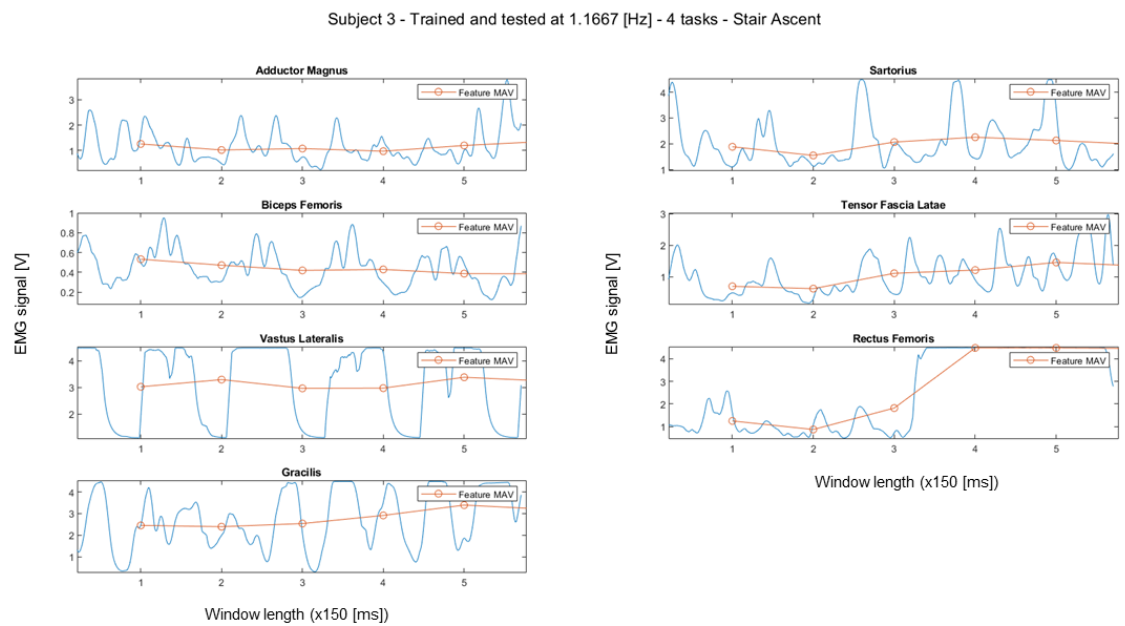 Subject 3 - Trained and tested at 1.1667 [Hz] - 4 tasks - Stair Ascent
Adductor Magnus
Feature MAV
3
2
1
1 2 3 4 5
Biceps Femoris
Feature MAV
1
0.8
0.6
0.4
0.2
1 2 3 4 5
EMG signal [V]
Vastus Lateralis
Feature MAV
4
3
2
1 2 3 4 5
Gracilis
Feature MAV
4
3
2
1
1 2 3 4 5
Window length (x150 [ms])
Sartorius
Feature MAV
4
3
2
1
1 2 3 4 5
Tensor Fascia Latae
Feature MAV
3
2
1
1 2 3 4 5
EMG signal [V]
Rectus Femoris
Feature MAV
4
3
2
1
1 2 3 4 5
Window length (x150 [ms])